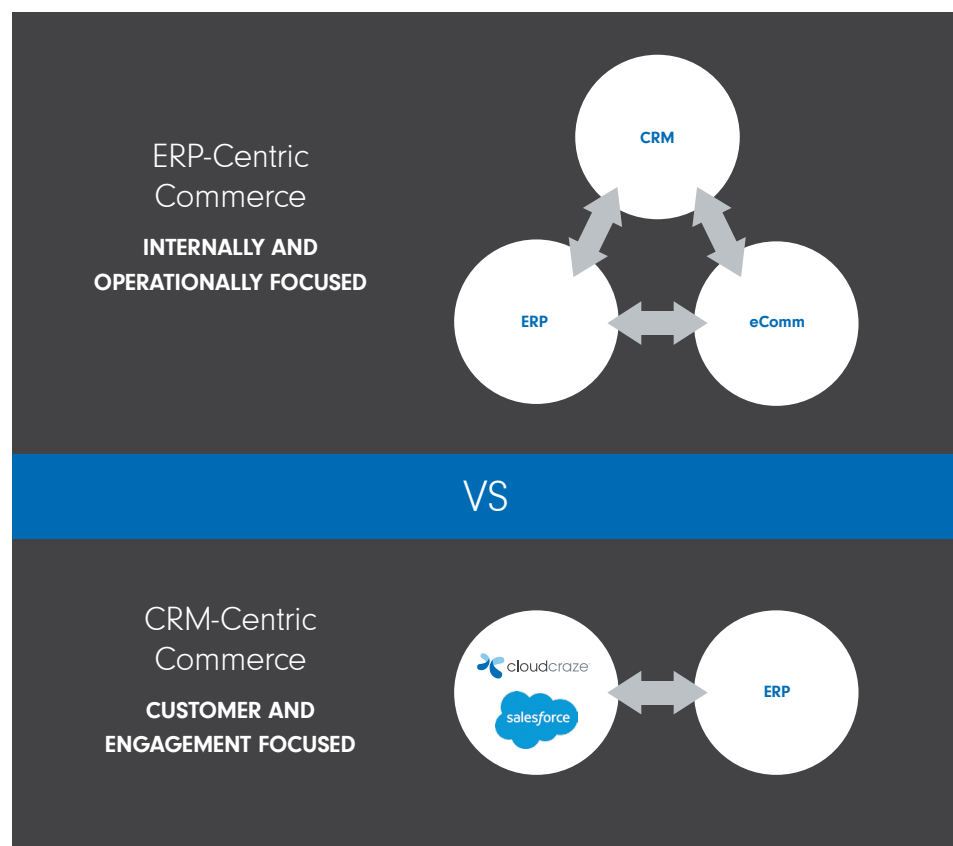 ERP-Centric
Commerce
INTERNALLY AND
OPERATIONALLY FOCUSED
CRM
ERP
eComm
VS
CRM-Centric
Commerce
CUSTOMER AND
ENGAGEMENT FOCUSED
cloudcraze
salesforce
ERP